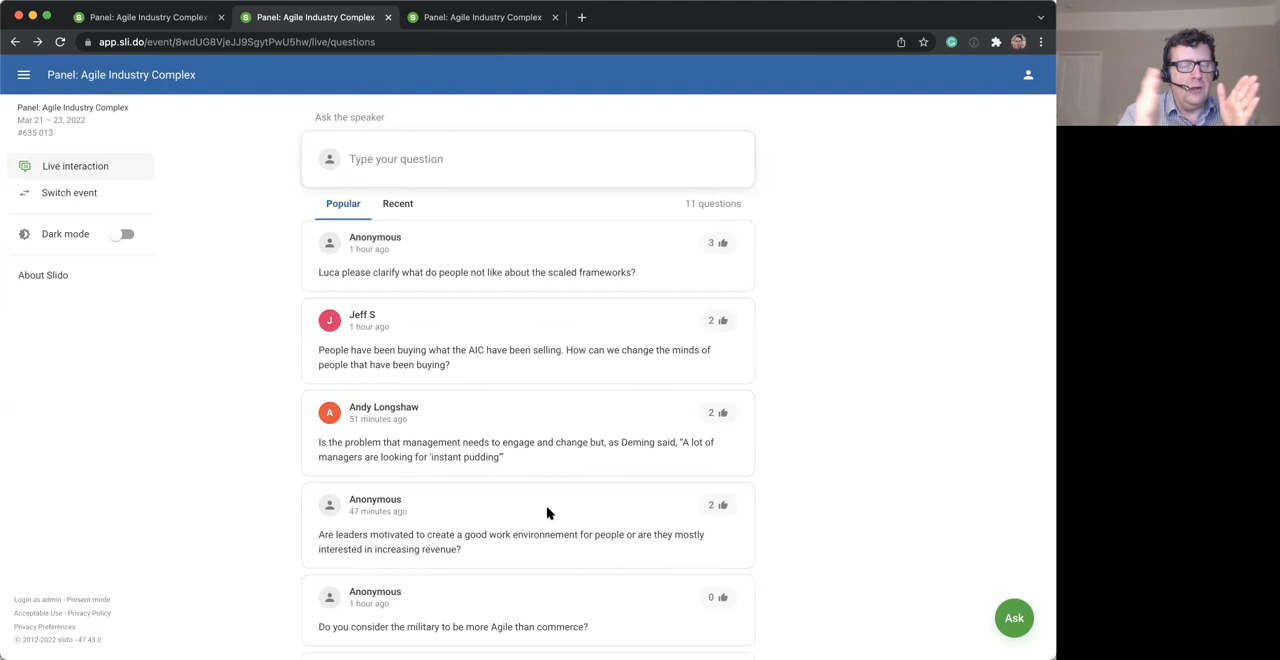 Panel: Agile Industry Complex
Panel: Agile Industry Complex
Panel: Agile Industry Complex
app.sli.do/event/8wdUG8VjeJJ9SgytPwU5hw/live/questions
Panel: Agile Industry Complex
Panel: Agile Industry Complex
Mar 21 – 23, 2022
#635 013
Live interaction
Switch event
Dark mode
About Slido
Ask the speaker
Type your question
Popular Recent 11 questions
Anonymous
1 hour ago
3
Luca please clarify what do people not like about the scaled frameworks?
J
Jeff S
1 hour ago
2
People have been buying what the AIC have been selling. How can we change the minds of
people that have been buying?
A
Andy Longshaw
51 minutes ago
2
Is the problem that management needs to engage and change but, as Deming said, “A lot of
managers are looking for 'instant pudding'”
Anonymous
47 minutes ago
2
Are leaders motivated to create a good work environnement for people or are they mostly
interested in increasing revenue?
Anonymous
1 hour ago
0
Do you consider the military to be more Agile than commerce?
Login as admin - Present mode
Acceptable Use - Privacy Policy
Privacy Preferences
© 2012-2022 slido - 47.43.0
Ask